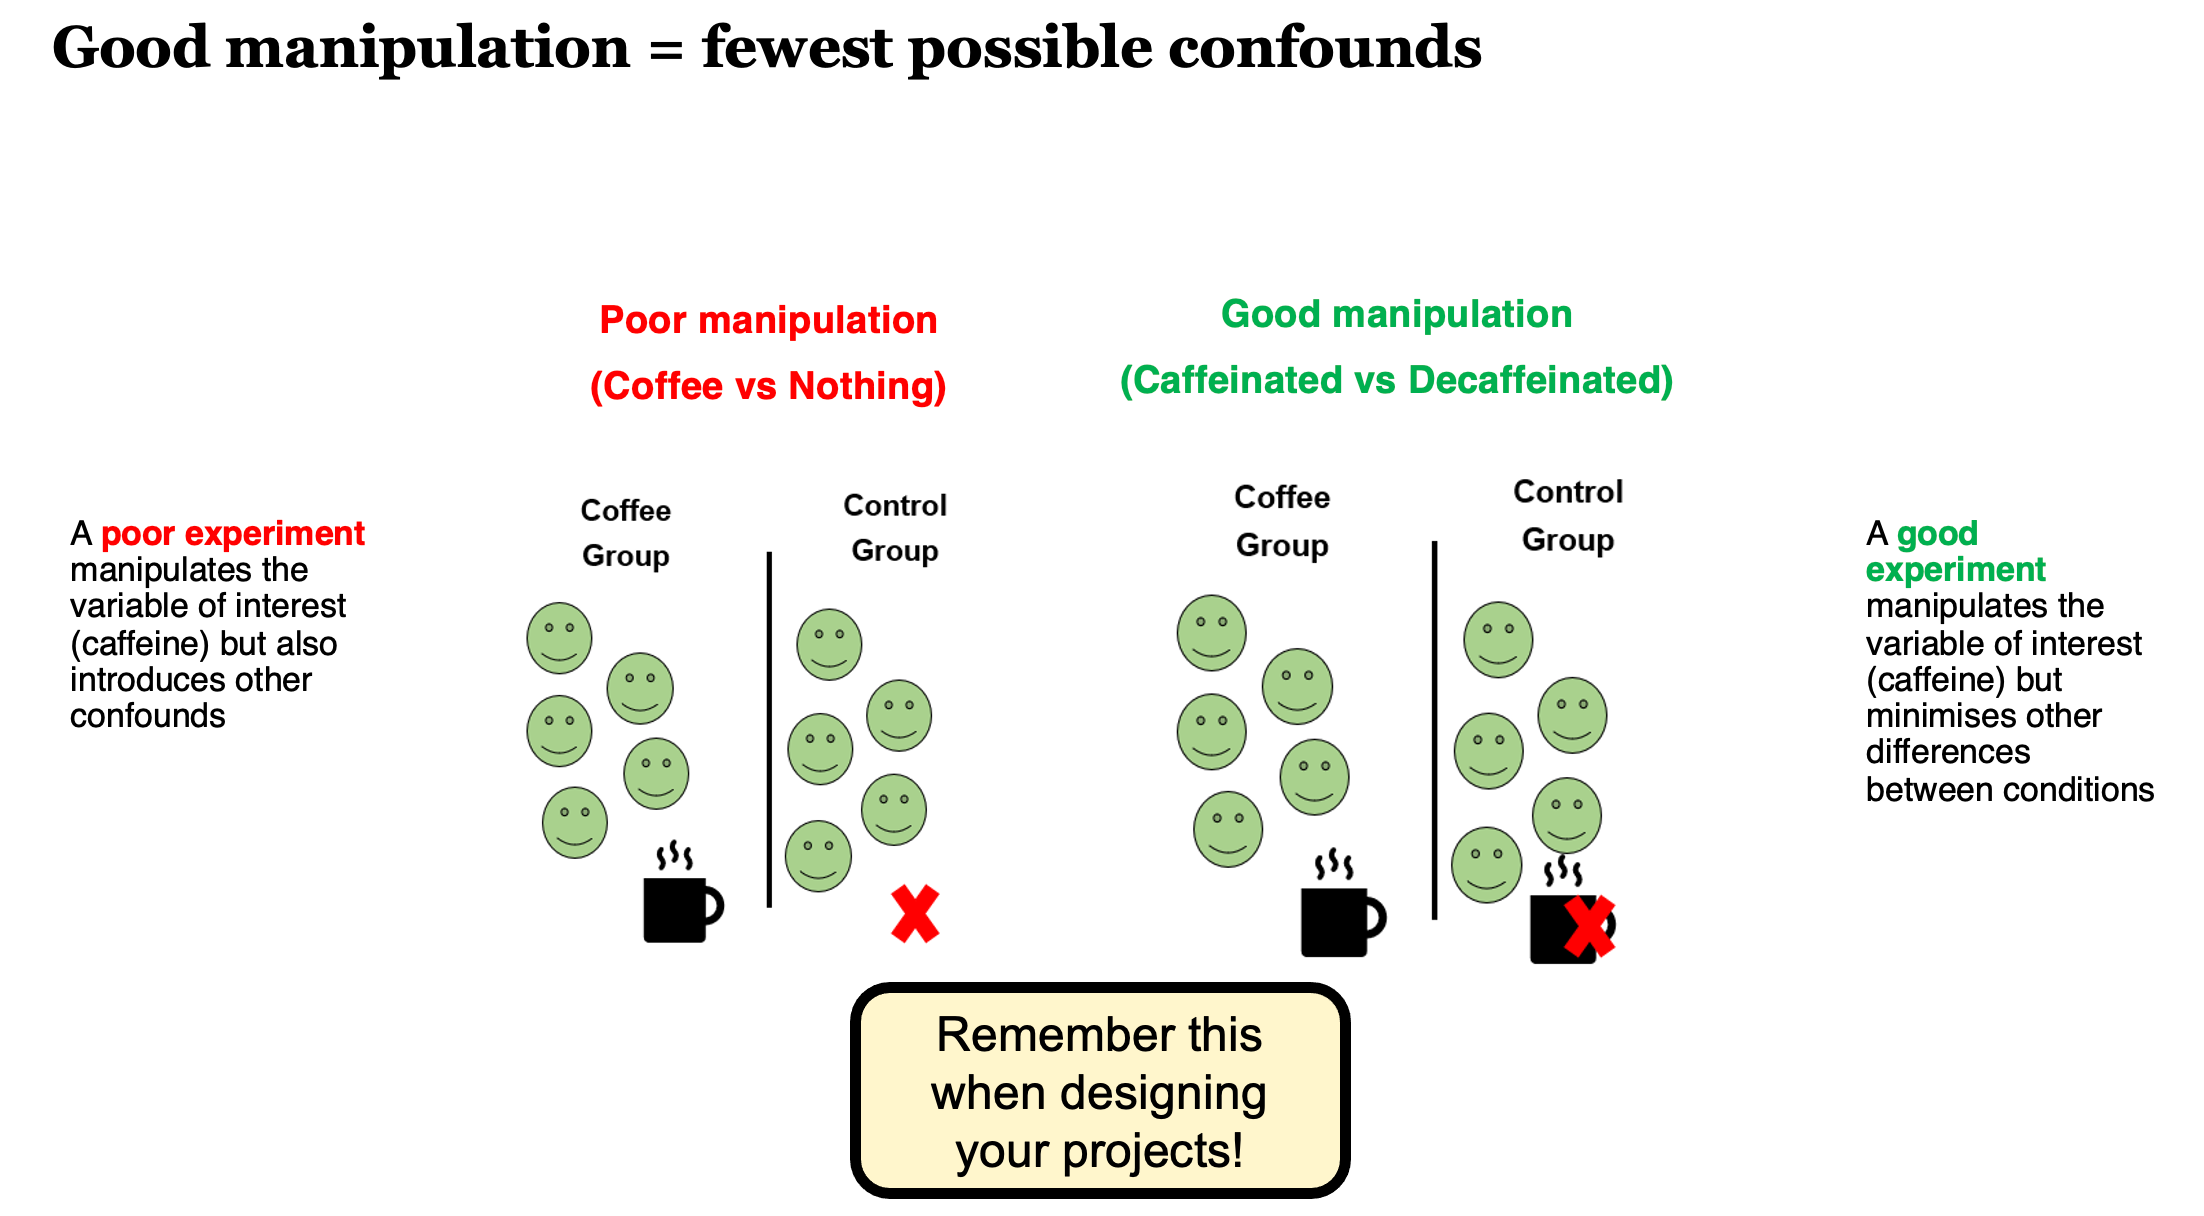 Good manipulation = fewest possible confounds
Poor manipulation
(Coffee vs Nothing)
Good manipulation
(Caffeinated vs Decaffeinated)
A poor experiment
manipulates the
variable of interest
(caffeine) but also
introduces other
confounds
Coffee
Group
Control
Group
Coffee
Group
Control
Group
A good
experiment
manipulates the
variable of interest
(caffeine) but
minimises other
differences
between conditions
Remember this
when designing
your projects!